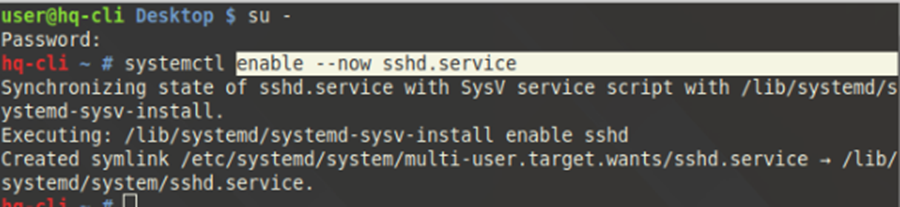 user@hq-cli Desktop $ su -
Password:
hq-cli ~ # systemctl enable --now sshd.service
Synchronizing state of sshd.service with SysV service script with /lib/systemd/s
ystemd-sysv-install.
Executing: /lib/systemd/systemd-sysv-install enable sshd
Created symlink /etc/systemd/system/multi-user.target.wants/sshd.service → /lib/
systemd/system/sshd.service.
hq-cli ~ #